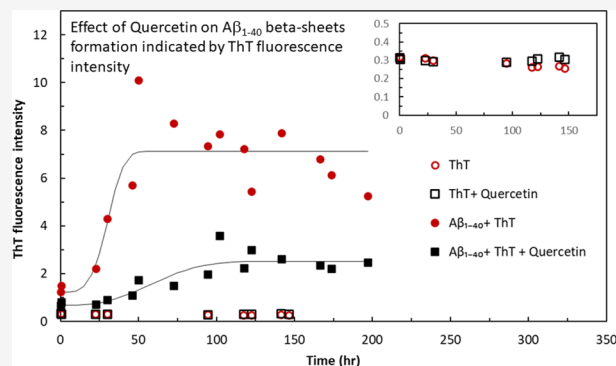 Effect of Quercetin on Aβ₁₋₄₀ beta-sheets
formation indicated by ThT fluorescence
intensity
ThT fluorescence intensity
12
10
8
6
4
2
0
0
50
100
150
200
250
300
350
Time (hr)
0.5
0.4
0.3
0.2
0.1
0
0
50
100
150
ThT
ThT+ Quercetin
Aβ₁₋₄₀+ ThT
Aβ₁₋₄₀+ ThT + Quercetin